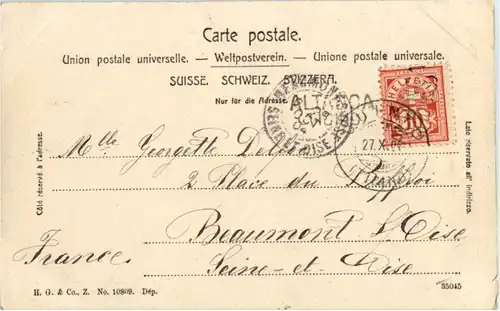 Carte postale.
Union postale universelle. — Weltpostverein. — Unione postale universale.
SUISSE. SCHWEIZ. SVIZZERA.
Nur für die Adresse.
HELVETIA
10
27.X.
Côté réservé à l'adresse.
Lato riservato all' indirizzo.
Mlle Georgette
2 Place du
Beaumont s/Oise
France
Seine-et-Oise
H. G. & Co., Z. No. 10809. Dép.
35045